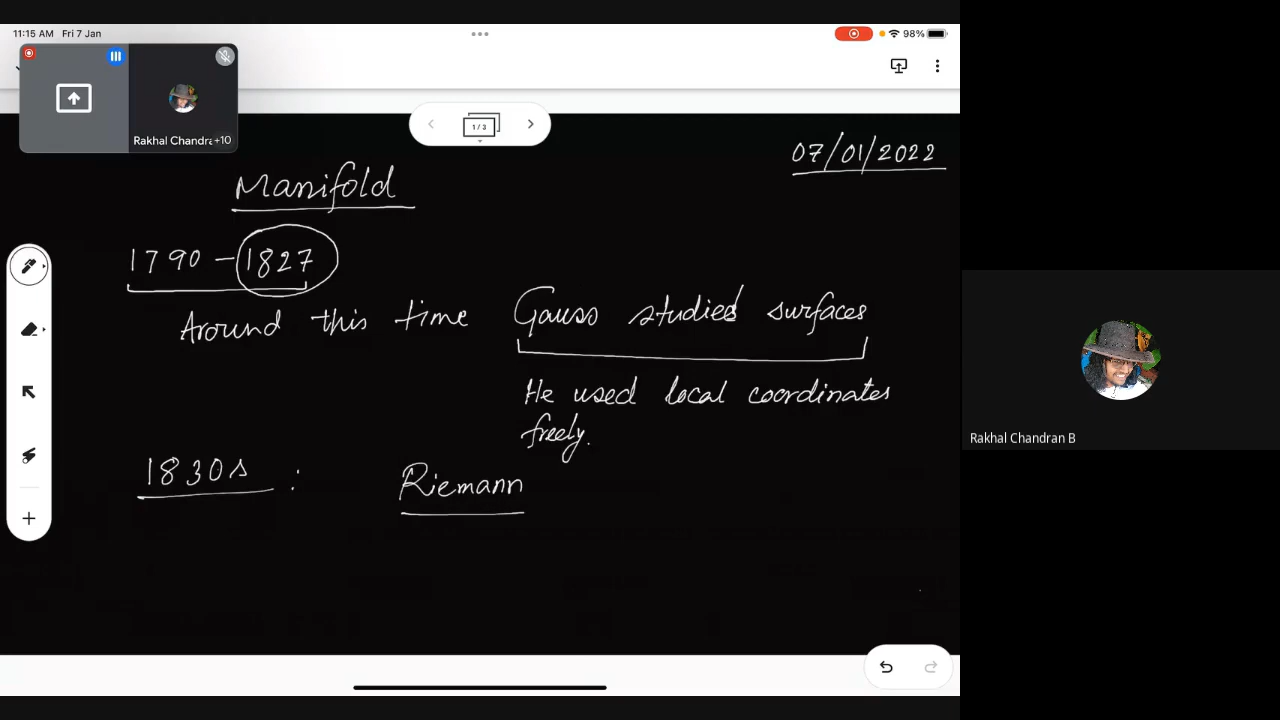 11:15 AM Fri 7 Jan
98%
Rakhal Chandra +10
1 / 3
07/01/2022
Manifold
1790 - 1827
Around this time Gauss studied surfaces
He used local coordinates
freely.
1830s : Riemann
Rakhal Chandran B